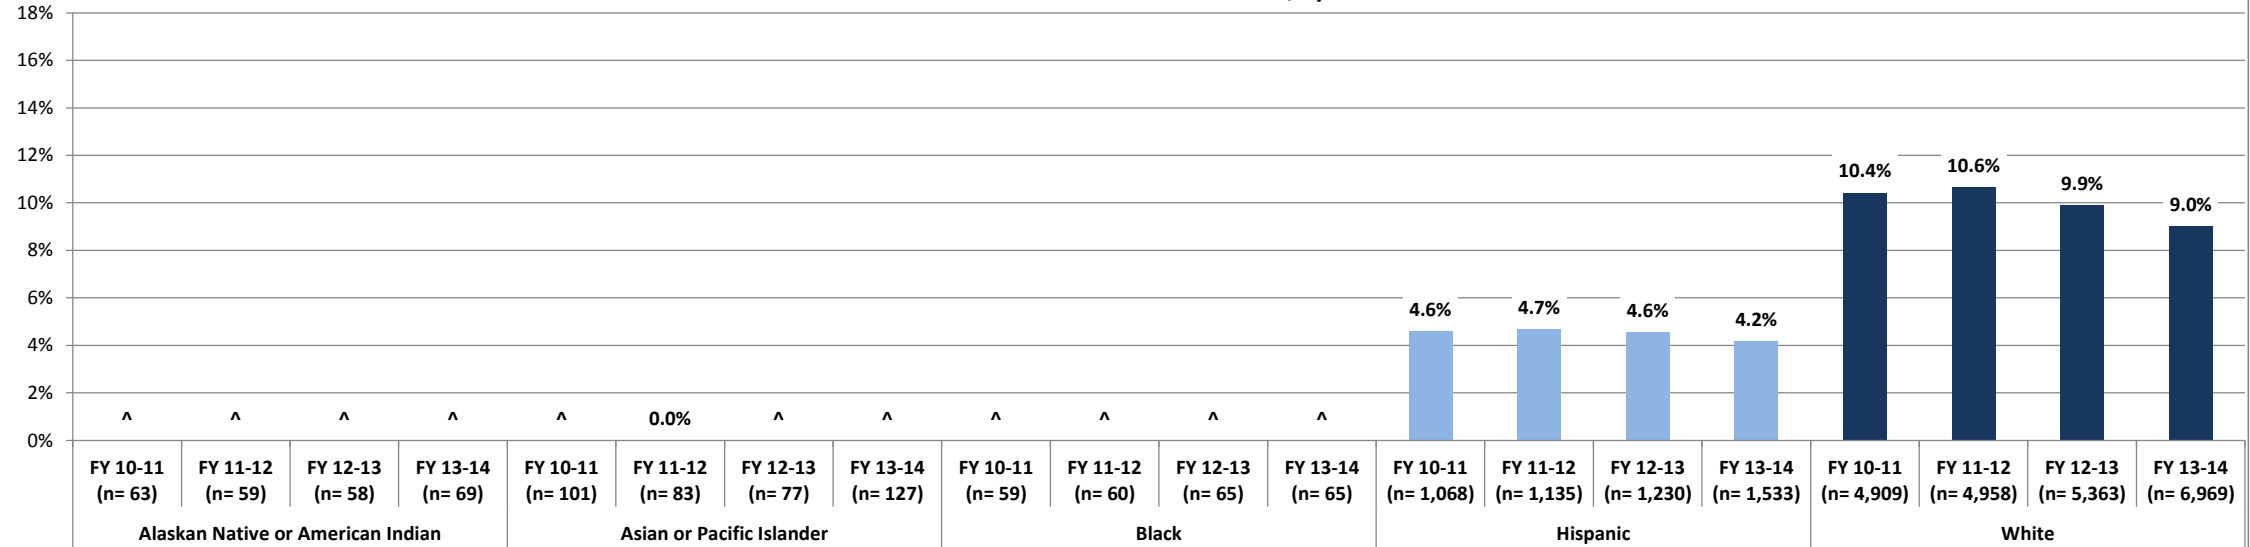 18%
16%
14%
12%
10%
8%
6%
4%
2%
0%
^ ^ ^ ^ ^ 0.0% ^ ^ ^ ^ ^ ^ 4.6% 4.7% 4.6% 4.2% 10.4% 10.6% 9.9% 9.0%
FY 10-11 FY 11-12 FY 12-13 FY 13-14 FY 10-11 FY 11-12 FY 12-13 FY 13-14 FY 10-11 FY 11-12 FY 12-13 FY 13-14 FY 10-11 FY 11-12 FY 12-13 FY 13-14 FY 10-11 FY 11-12 FY 12-13 FY 13-14
(n= 63) (n= 59) (n= 58) (n= 69) (n= 101) (n= 83) (n= 77) (n= 127) (n= 59) (n= 60) (n= 65) (n= 65) (n= 1,068) (n= 1,135) (n= 1,230) (n= 1,533) (n= 4,909) (n= 4,958) (n= 5,363) (n= 6,969)
Alaskan Native or American Indian Asian or Pacific Islander Black Hispanic White